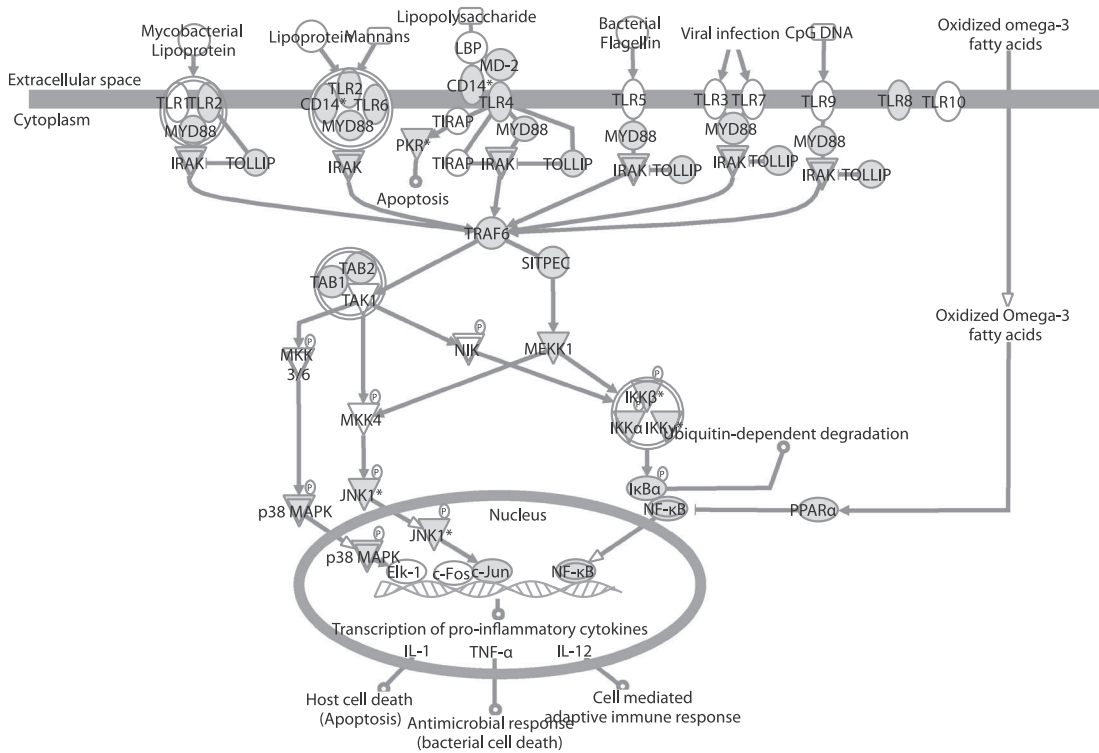 Lipopolysaccharide
Mycobacterial
Lipoprotein
Lipoprotein
Mannans
LBP
MD-2
Bacterial
Flagellin
Viral infection
CpG DNA
Oxidized omega-3
fatty acids
Extracellular space
Cytoplasm
TLR1
TLR2
MYD88
IRAK
TOLLIP
TLR2
CD14*
TLR6
MYD88
IRAK
CD14*
TLR4
TIRAP
MYD88
PKR*
TIRAP
IRAK
TOLLIP
Apoptosis
TLR5
MYD88
IRAK
TOLLIP
TLR3
TLR7
MYD88
IRAK
TOLLIP
TLR9
MYD88
IRAK
TOLLIP
TLR8
TLR10
TRAF6
TAB2
TAB1
TAK1
SITPEC
Oxidized Omega-3
fatty acids
P
MKK
3/6
P
NIK
MEKK1
P
MKK4
P
IKKβ*
P
IKKα
IKKγ*
Ubiquitin-dependent degradation
P
IκBα
NF-κB
PPARα
P
p38 MAPK
P
JNK1*
Nucleus
P
JNK1*
P
p38 MAPK
Elk-1
c-Fos
c-Jun
NF-κB
Transcription of pro-inflammatory cytokines
IL-1
TNF-α
IL-12
Host cell death
(Apoptosis)
Antimicrobial response
(bacterial cell death)
Cell mediated
adaptive immune response